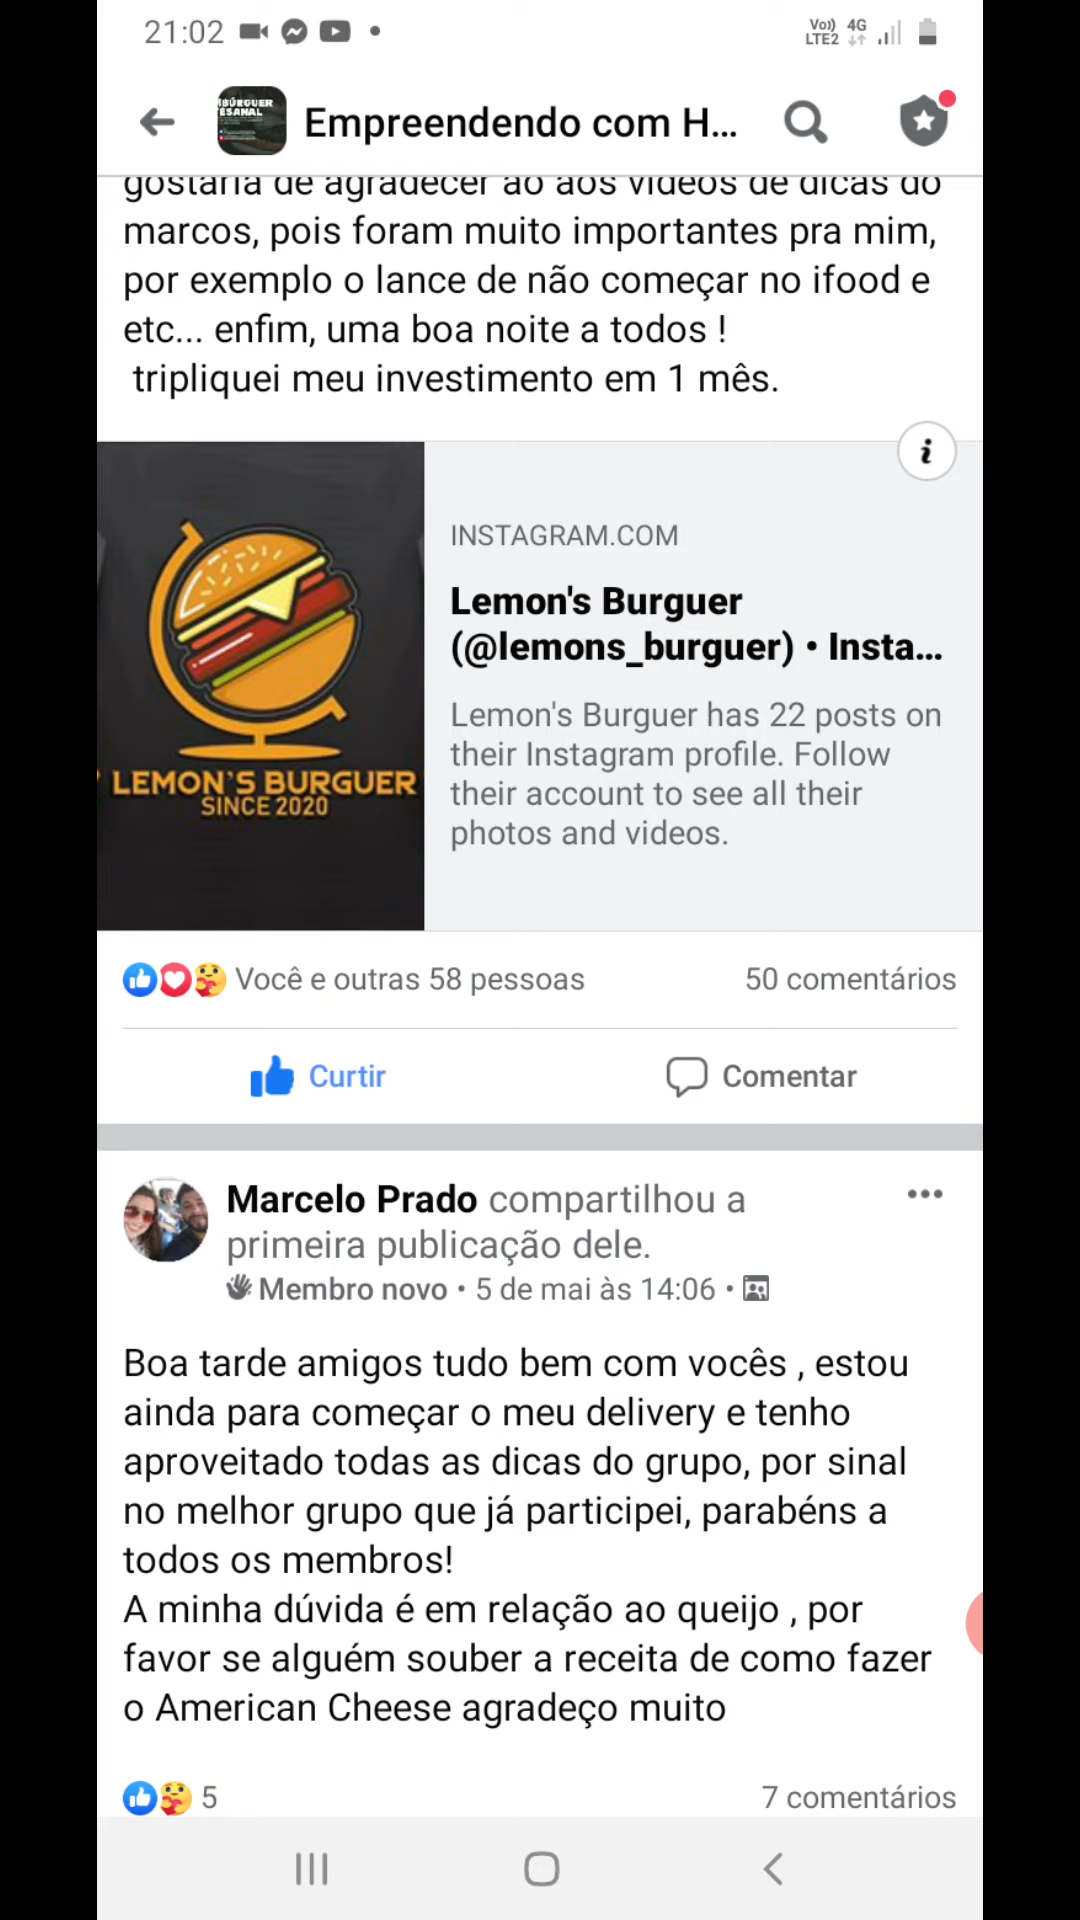 21:02
Vo)) LTE2 4G
Empreendendo com H...
gostaria de agradecer ao aos vídeos de dicas do
marcos, pois foram muito importantes pra mim,
por exemplo o lance de não começar no ifood e
etc... enfim, uma boa noite a todos !
tripliquei meu investimento em 1 mês.
LEMON'S BURGUER
SINCE 2020
INSTAGRAM.COM
Lemon's Burguer
(@lemons_burguer) • Insta...
Lemon's Burguer has 22 posts on
their Instagram profile. Follow
their account to see all their
photos and videos.
Você e outras 58 pessoas
50 comentários
Curtir
Comentar
Marcelo Prado compartilhou a
primeira publicação dele.
Membro novo • 5 de mai às 14:06 •
Boa tarde amigos tudo bem com vocês , estou
ainda para começar o meu delivery e tenho
aproveitado todas as dicas do grupo, por sinal
no melhor grupo que já participei, parabéns a
todos os membros!
A minha dúvida é em relação ao queijo , por
favor se alguém souber a receita de como fazer
o American Cheese agradeço muito
5
7 comentários